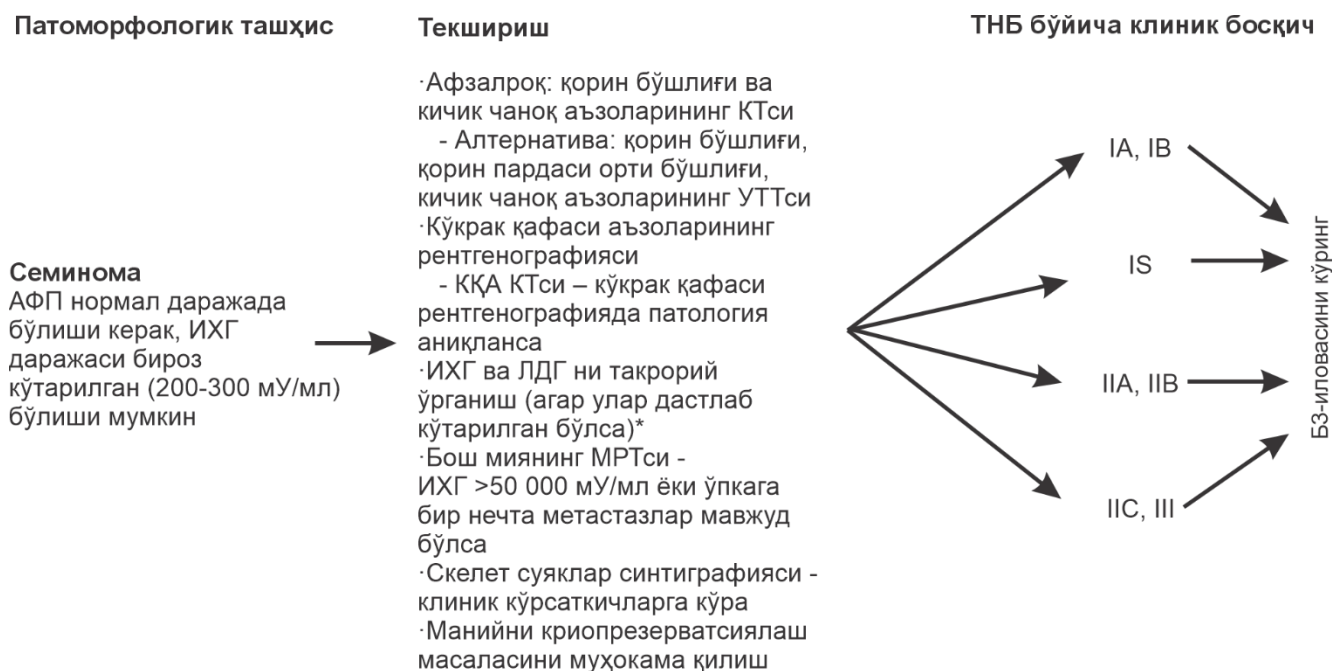 Патоморфологик ташҳис
Текшириш
ТНБ бўйича клиник босқич
Семинома
АФП нормал даражада
бўлиши керак, ИХГ
даражаси бироз
кўтарилган (200-300 мУ/мл)
бўлиши мумкин
·Афзалроқ: қорин бўшлиғи ва
кичик чаноқ аъзоларининг КТси
- Алтернатива: қорин бўшлиғи,
қорин пардаси орти бўшлиғи,
кичик чаноқ аъзоларининг УТТси
·Кўкрак қафаси аъзоларининг
рентгенографияси
- КҚА КТси – кўкрак қафаси
рентгенографияда патология
аниқланса
·ИХГ ва ЛДГ ни такрорий
ўрганиш (агар улар дастлаб
кўтарилган бўлса)*
·Бош миянинг МРТси -
ИХГ >50 000 мУ/мл ёки ўпкага
бир нечта метастазлар мавжуд
бўлса
·Скелет суяклар синтиграфияси -
клиник кўрсаткичларга кўра
·Манийни криопрезерватсиялаш
масаласини муҳокама қилиш
IA, IB
IS
IIA, IIB
IIC, III
Б3-иловасини кўринг